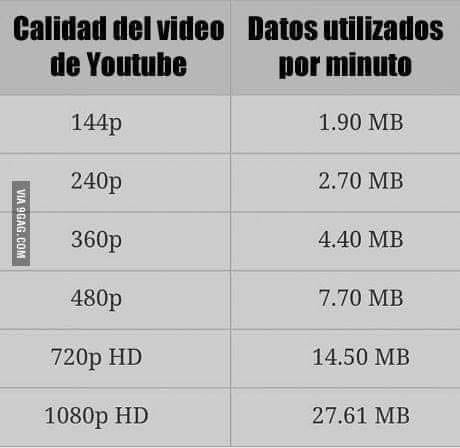 Calidad del video Datos utilizados
de Youtube por minuto
144p 1.90 MB
240p 2.70 MB
360p 4.40 MB
480p 7.70 MB
720p HD 14.50 MB
1080p HD 27.61 MB
VIA 9GAG.COM